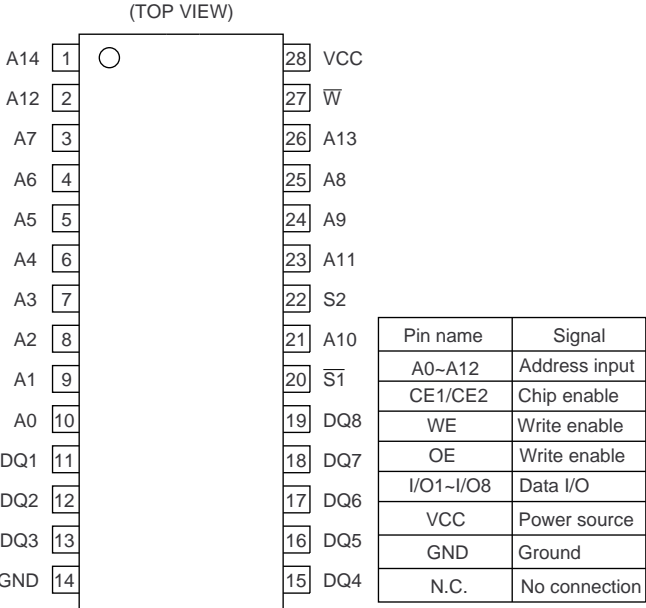 (TOP VIEW)
A14 1 28 VCC
A12 2 27 W̅
A7 3 26 A13
A6 4 25 A8
A5 5 24 A9
A4 6 23 A11
A3 7 22 S2
A2 8 21 A10
A1 9 20 S̅1̅
A0 10 19 DQ8
DQ1 11 18 DQ7
DQ2 12 17 DQ6
DQ3 13 16 DQ5
GND 14 15 DQ4
Pin name Signal
A0~A12 Address input
CE1/CE2 Chip enable
WE Write enable
OE Write enable
I/O1~I/O8 Data I/O
VCC Power source
GND Ground
N.C. No connection